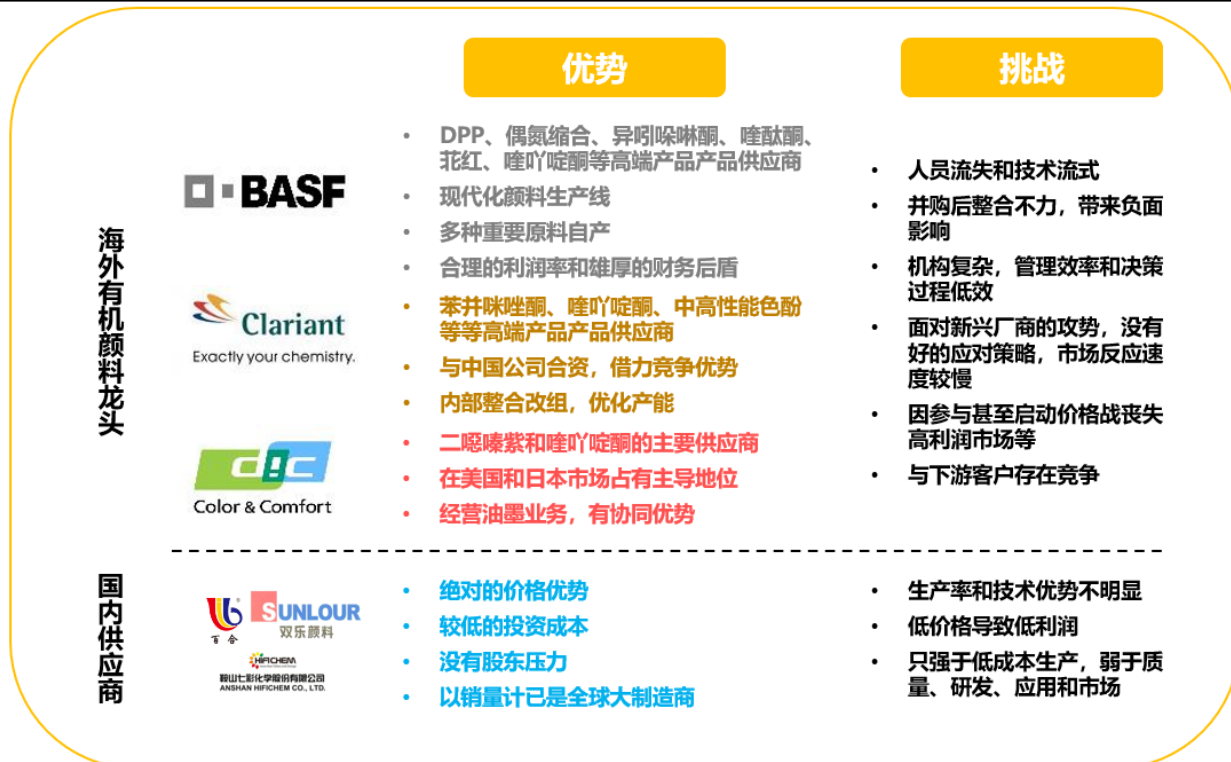 优势
挑战
海外有机颜料龙头
BASF
• DPP、偶氮缩合、异吲哚啉酮、喹酞酮、
苝红、喹吖啶酮等高端产品产品供应商
• 现代化颜料生产线
• 多种重要原料自产
• 合理的利润率和雄厚的财务后盾
Clariant
Exactly your chemistry.
• 苯井咪唑酮、喹吖啶酮、中高性能色酚
等等高端产品产品供应商
• 与中国公司合资，借力竞争优势
• 内部整合改组，优化产能
dic
Color & Comfort
• 二噁嗪紫和喹吖啶酮的主要供应商
• 在美国和日本市场占有主导地位
• 经营油墨业务，有协同优势
• 人员流失和技术流式
• 并购后整合不力，带来负面
影响
• 机构复杂，管理效率和决策
过程低效
• 面对新兴厂商的攻势，没有
好的应对策略，市场反应速
度较慢
• 因参与甚至启动价格战丧失
高利润市场等
• 与下游客户存在竞争
国内供应商
百合
SUNLOUR
双乐颜料
HIFICHEM
鞍山七彩化学股份有限公司
ANSHAN HIFICHEM CO., LTD.
• 绝对的价格优势
• 较低的投资成本
• 没有股东压力
• 以销量计已是全球大制造商
• 生产率和技术优势不明显
• 低价格导致低利润
• 只强于低成本生产，弱于质
量、研发、应用和市场